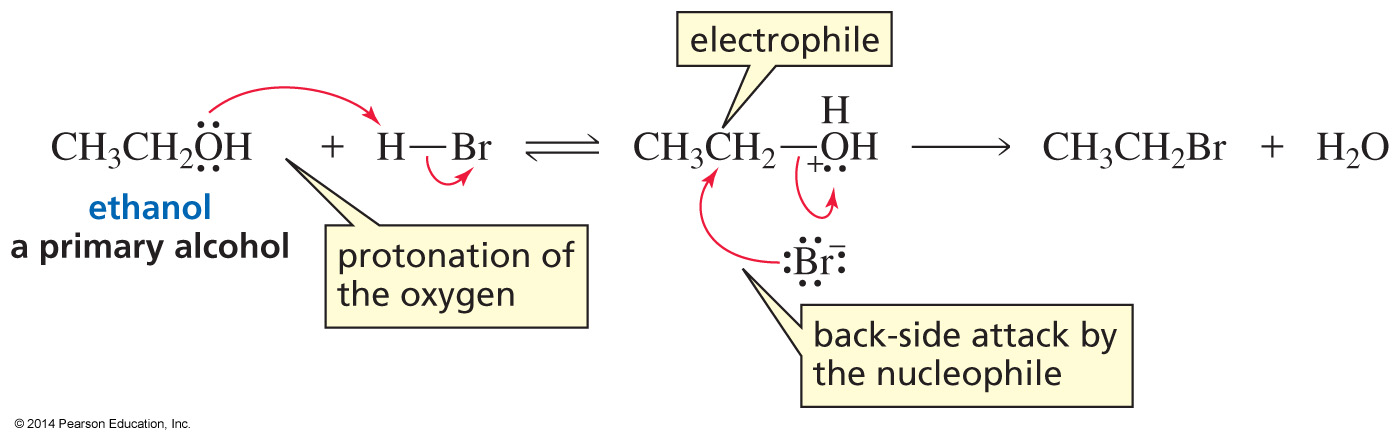 electrophile
H
CH₃CH₂ÖH + H—Br ⇌ CH₃CH₂—⁺OH → CH₃CH₂Br + H₂O
ethanol
a primary alcohol
protonation of
the oxygen
:Br⁻:
back-side attack by
the nucleophile
© 2014 Pearson Education, Inc.